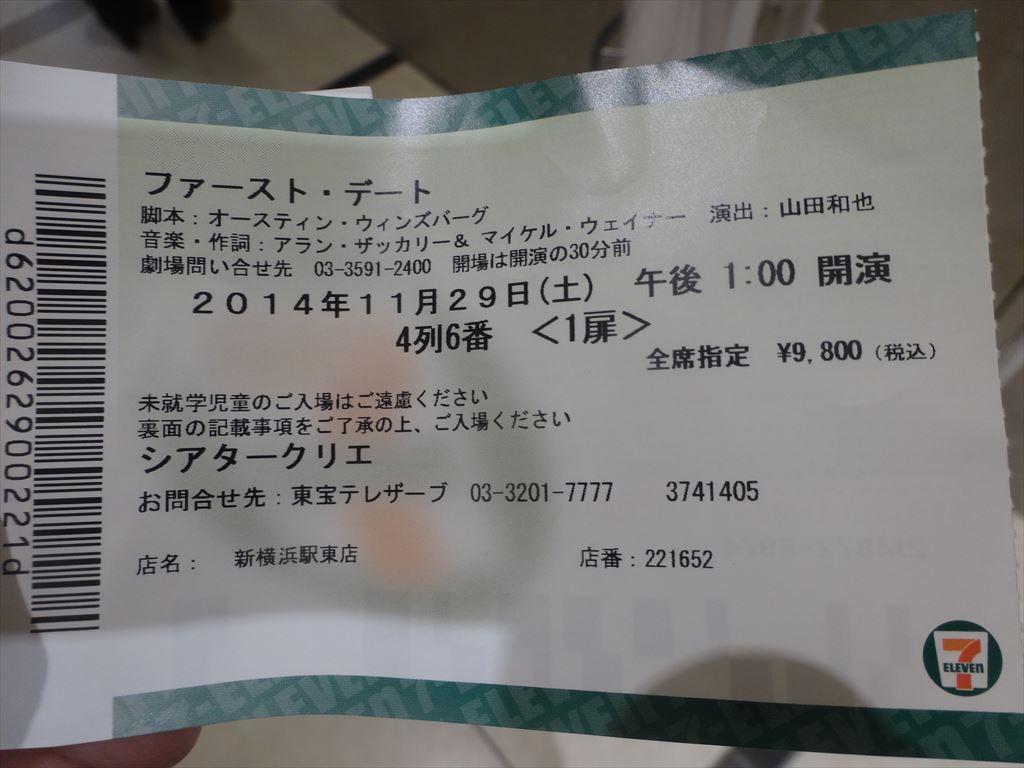 ファースト・デート
脚本：オースティン・ウィンズバーグ
音楽・作詞：アラン・ザッカリー＆ マイケル・ウェイナー 演出：山田和也
劇場問い合せ先 03-3591-2400 開場は開演の30分前
2014年11月29日(土) 午後 1:00 開演
4列6番 ＜1扉＞
全席指定 ¥9,800（税込）
未就学児童のご入場はご遠慮ください
裏面の記載事項をご了承の上、ご入場ください
シアタークリエ
お問合せ先：東宝テレザーブ 03-3201-7777 3741405
店名： 新横浜駅東店 店番：221652
d6200262900221d
7 ELEVEN